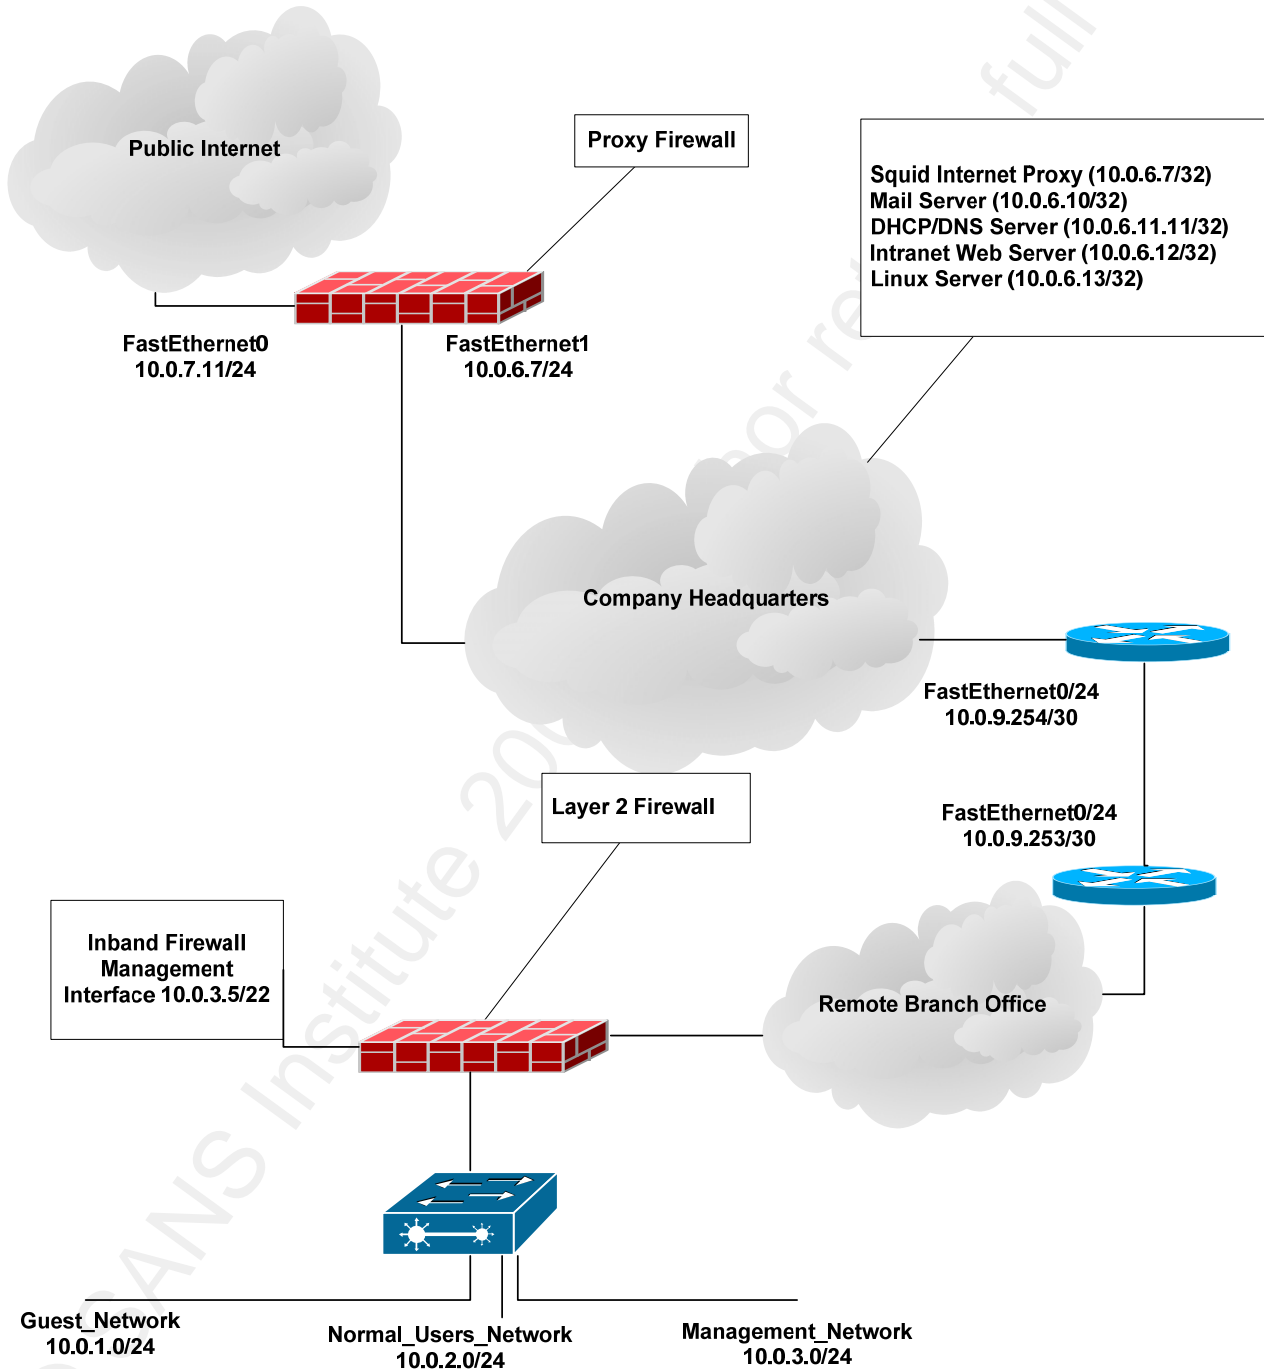 Public Internet
Proxy Firewall
Squid Internet Proxy (10.0.6.7/32)
Mail Server (10.0.6.10/32)
DHCP/DNS Server (10.0.6.11.11/32)
Intranet Web Server (10.0.6.12/32)
Linux Server (10.0.6.13/32)
FastEthernet0
10.0.7.11/24
FastEthernet1
10.0.6.7/24
Company Headquarters
FastEthernet0/24
10.0.9.254/30
Layer 2 Firewall
FastEthernet0/24
10.0.9.253/30
Inband Firewall
Management
Interface 10.0.3.5/22
Remote Branch Office
Guest_Network
10.0.1.0/24
Normal_Users_Network
10.0.2.0/24
Management_Network
10.0.3.0/24
SANS Institute 200
full